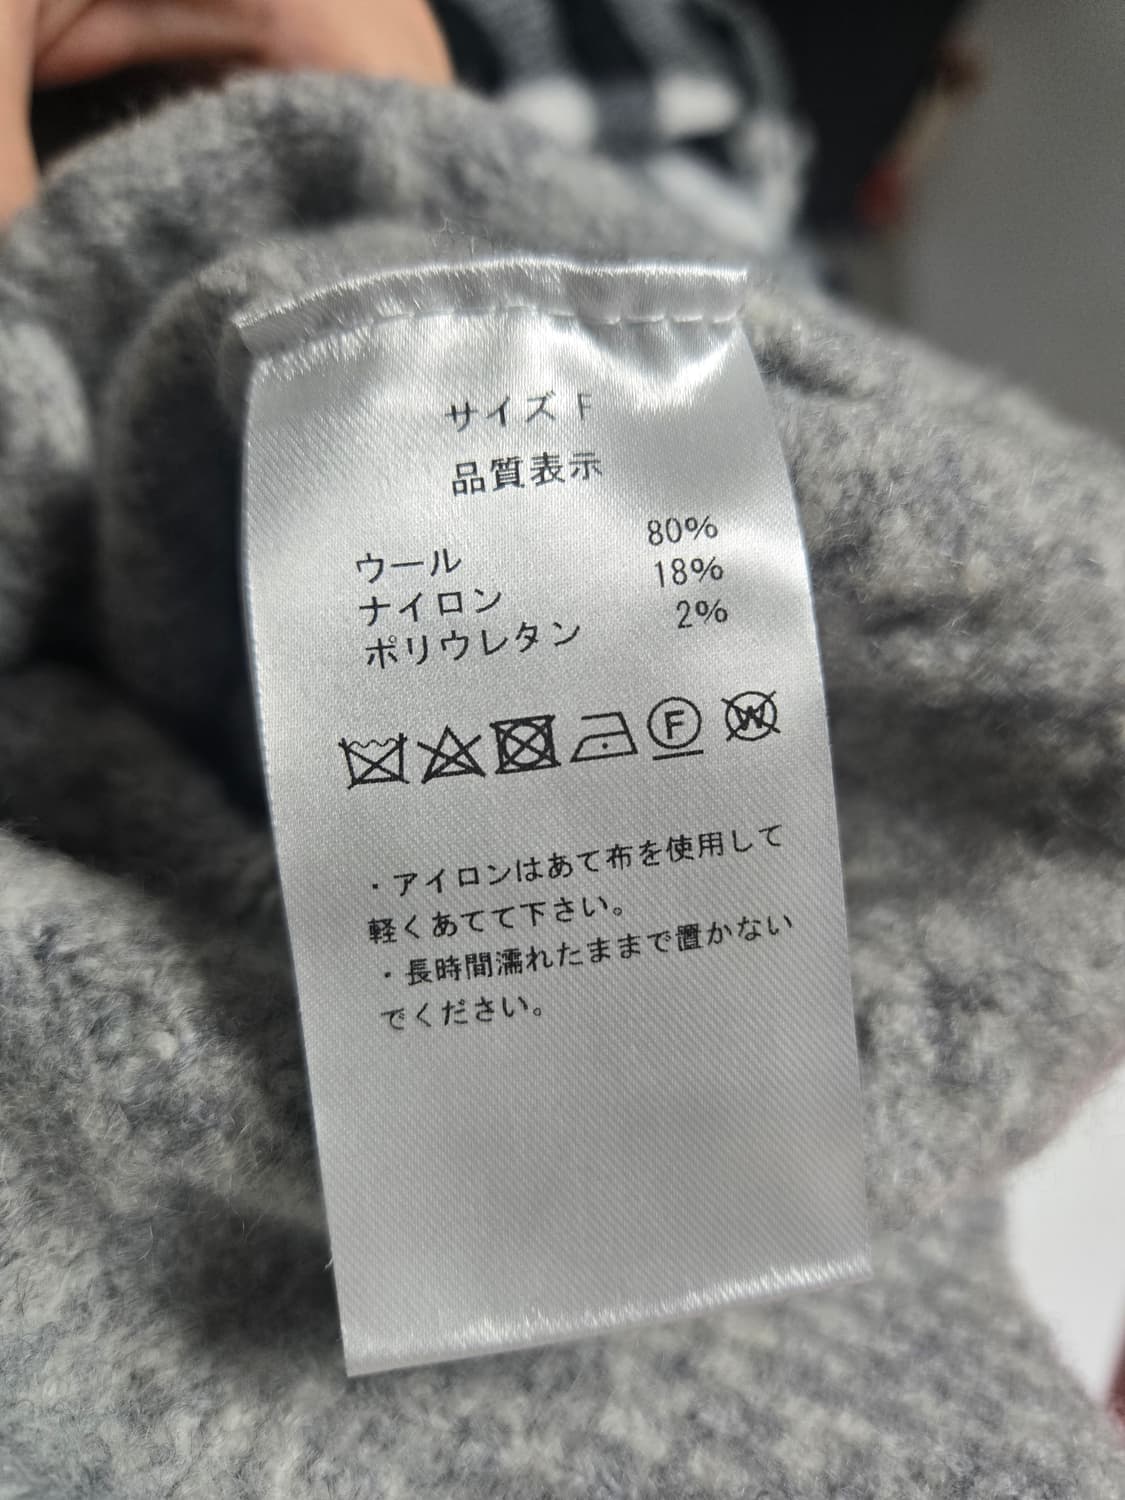 サイズ F
品質表示
ウール 80%
ナイロン 18%
ポリウレタン 2%
F W
・アイロンはあて布を使用して
軽くあてて下さい。
・長時間濡れたままで置かない
でください。